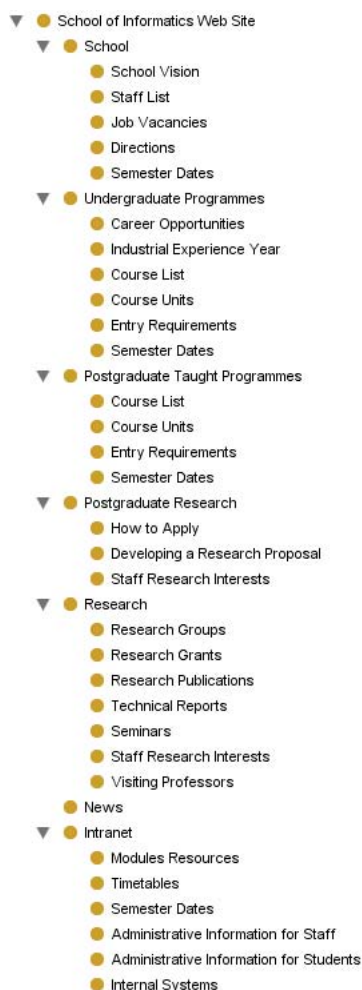 School of Informatics Web Site
School
School Vision
Staff List
Job Vacancies
Directions
Semester Dates
Undergraduate Programmes
Career Opportunities
Industrial Experience Year
Course List
Course Units
Entry Requirements
Semester Dates
Postgraduate Taught Programmes
Course List
Course Units
Entry Requirements
Semester Dates
Postgraduate Research
How to Apply
Developing a Research Proposal
Staff Research Interests
Research
Research Groups
Research Grants
Research Publications
Technical Reports
Seminars
Staff Research Interests
Visiting Professors
News
Intranet
Modules Resources
Timetables
Semester Dates
Administrative Information for Staff
Administrative Information for Students
Internal Systems